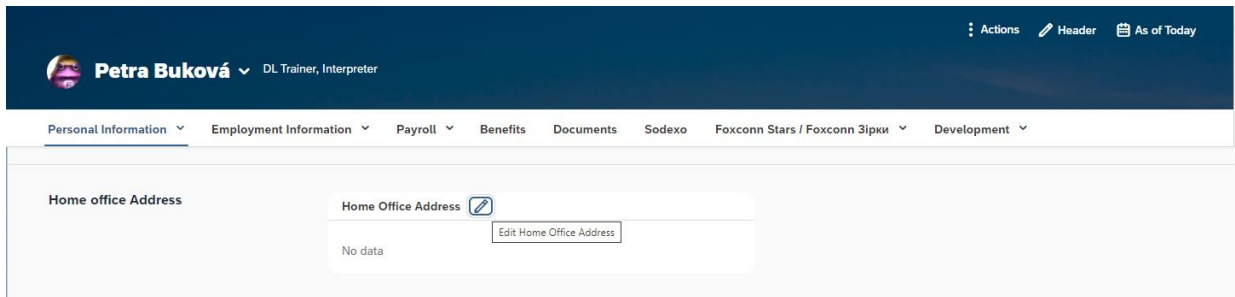 Actions Header As of Today
Petra Buková DL Trainer, Interpreter
Personal Information Employment Information Payroll Benefits Documents Sodexo Foxconn Stars / Foxconn Зірки Development
Home office Address
Home Office Address
Edit Home Office Address
No data